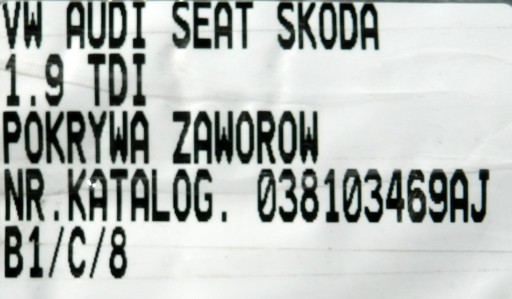 VW AUDI SEAT SKODA
1.9 TDI
POKRYWA ZAWOROW
NR.KATALOG. 038103469AJ
B1/C/8